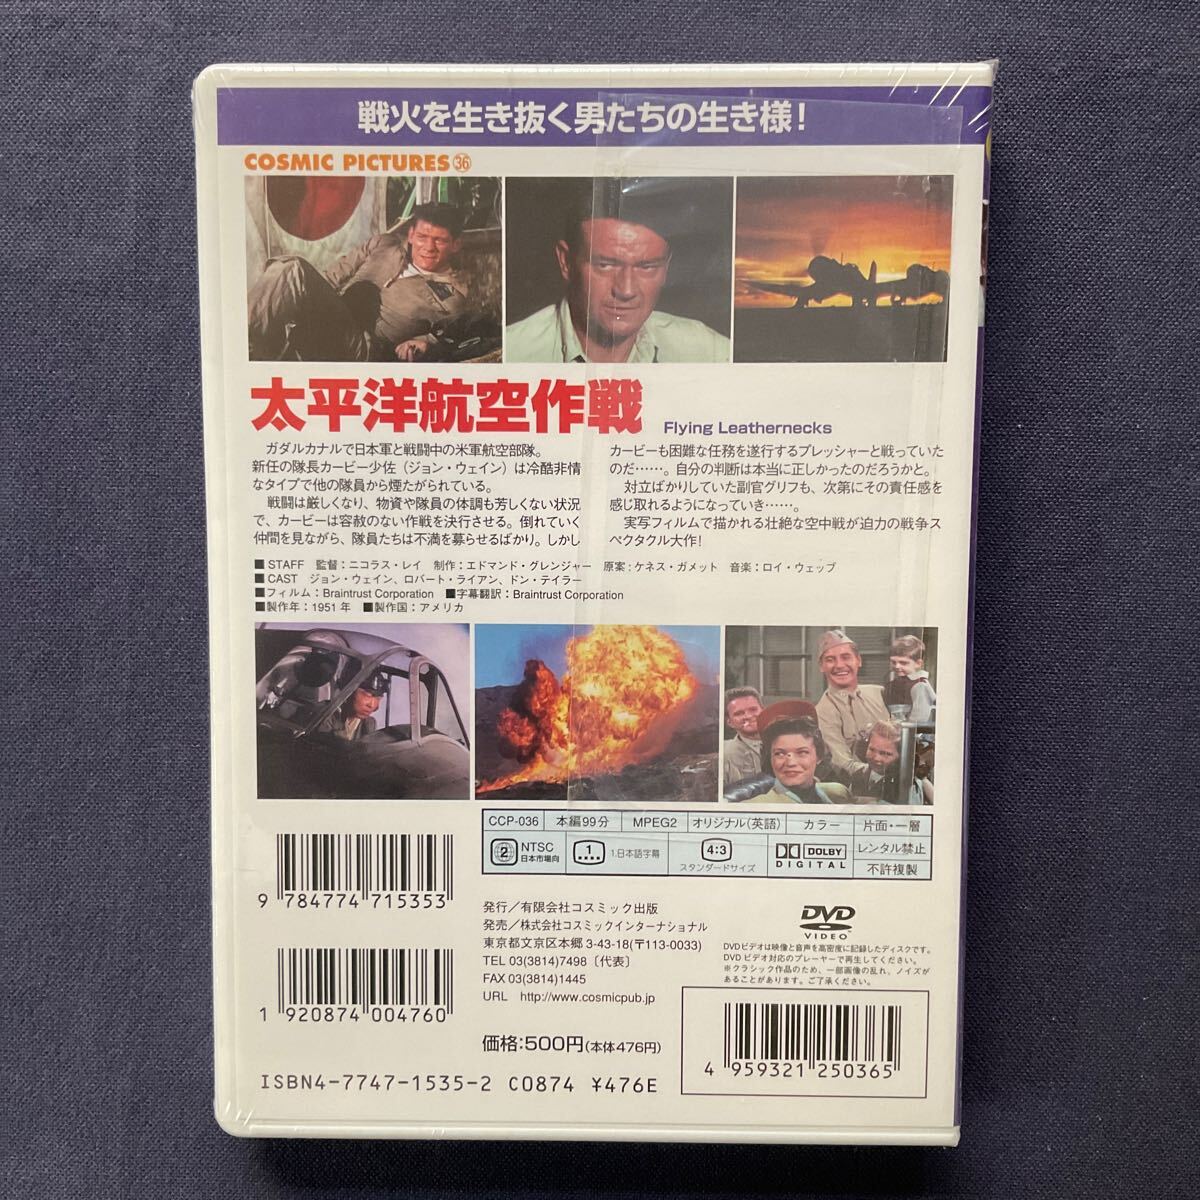 戦火を生き抜く男たちの生き様!
COSMIC PICTURES㊱
太平洋航空作戦
Flying Leathernecks
ガダルカナルで日本軍と戦闘中の米軍航空部隊。
新任の隊長カービー少佐(ジョン・ウェイン)は冷酷非情
なタイプで他の隊員から煙たがられている。
戦闘は厳しくなり、物資や隊員の体調も芳しくない状況
で、カービーは容赦のない作戦を決行させる。倒れていく
仲間を見ながら、隊員たちは不満を募らせるばかり。しかし
カービーも困難な任務を遂行するプレッシャーと戦っていた
のだ……。自分の判断は本当に正しかったのだろうかと。
対立ばかりしていた副官グリフも、次第にその責任感を
感じ取れるようになっていき……。
実写フィルムで描かれる壮絶な空中戦が迫力の戦争ス
ペクタクル大作!
■STAFF 監督:ニコラス・レイ 制作:エドマンド・グレンジャー 原案:ケネス・ガメット 音楽:ロイ・ウェッブ
■CAST ジョン・ウェイン、ロバート・ライアン、ドン・テイラー
■フィルム:Braintrust Corporation ■字幕翻訳:Braintrust Corporation
■製作年:1951年 ■製作国:アメリカ
CCP-036 本編99分 MPEG2 オリジナル(英語) カラー 片面・一層
2 NTSC 日本市場向 1 1.日本語字幕 4:3 スタンダードサイズ DOLBY DIGITAL レンタル禁止
不許複製
9 784774 715353
1 920874 004760
発行/有限会社コスミック出版
発売/株式会社コスミックインターナショナル
東京都文京区本郷3-43-18(〒113-0033)
TEL 03(3814)7498〔代表〕
FAX 03(3814)1445
URL http://www.cosmicpub.jp
価格:500円(本体476円)
DVD
VIDEO
DVDビデオは映像と音声を高密度に記録したディスクです。
DVDビデオ対応のプレーヤーで再生してください。
※クラシック作品のため、一部画像の乱れ、ノイズが
あることがあります。ご了承ください。
4 959321 250365
ISBN4-7747-1535-2 C0874 ¥476E